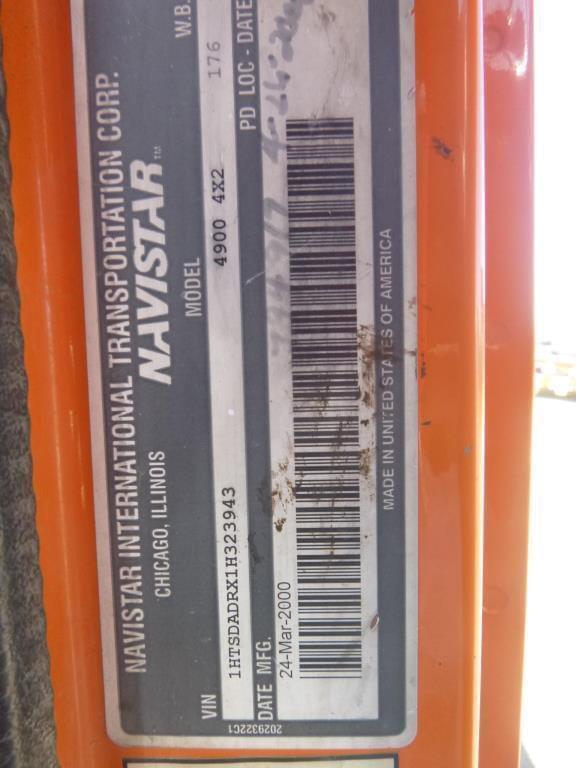 NAVISTAR INTERNATIONAL TRANSPORTATION CORP.
CHICAGO, ILLINOIS
NAVISTAR™
VIN MODEL W.B.
1HTSDADRX1H323943 4900 4X2 176
DATE MFG. PD LOC - DATE
24-Mar-2000
MADE IN UNITED STATES OF AMERICA
2029322C1